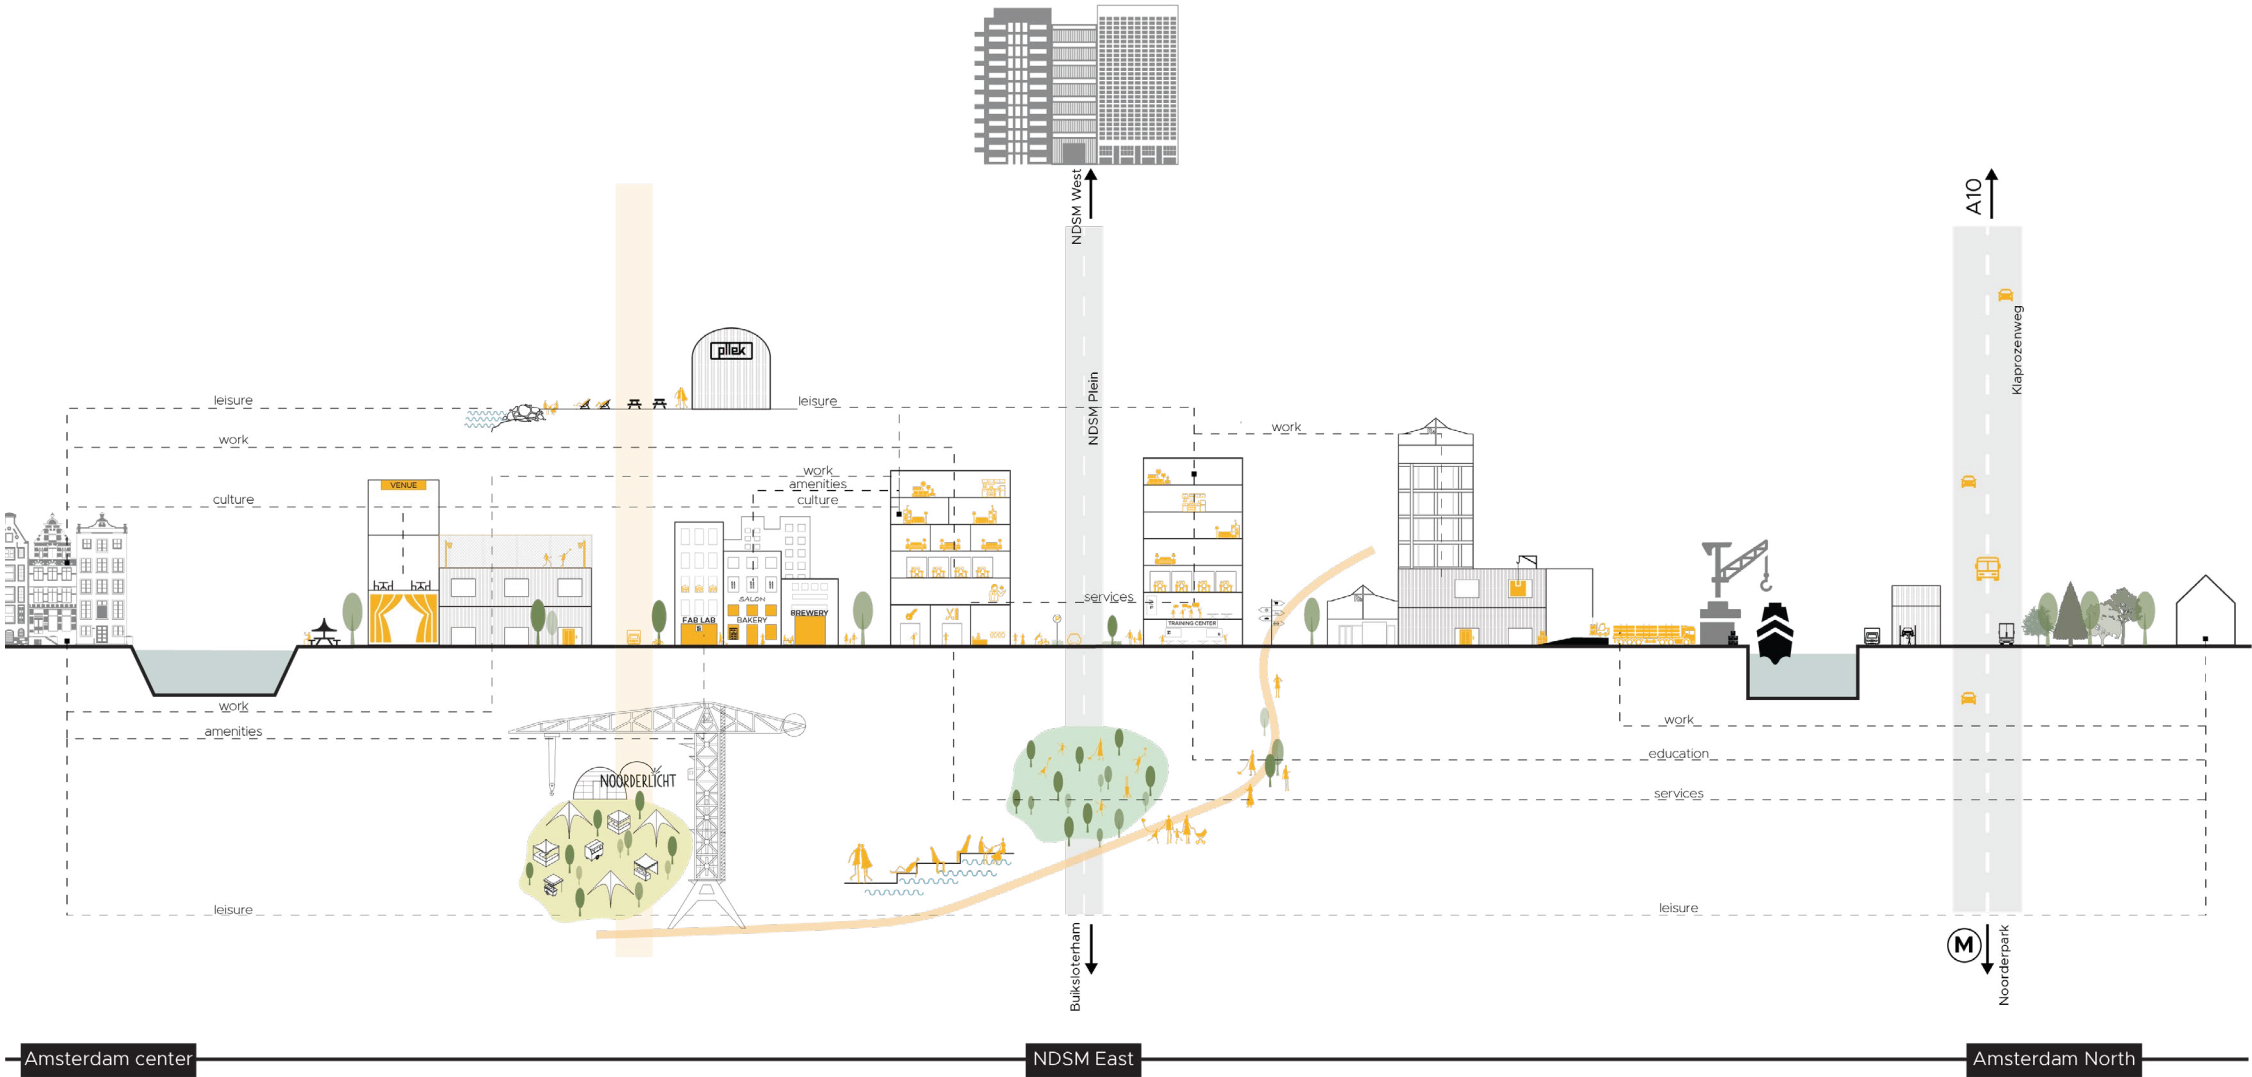 NDSM West
A10
Klaprozenweg
pllek
NDSM Plein
leisure
leisure
work
work
work
amenities
culture
culture
VENUE
services
SALON
FAB LAB
BAKERY
BREWERY
TRAINING CENTER
work
amenities
work
education
services
NOORDERLICHT
leisure
leisure
Buiksloterham
M
Noorderpark
Amsterdam center
NDSM East
Amsterdam North